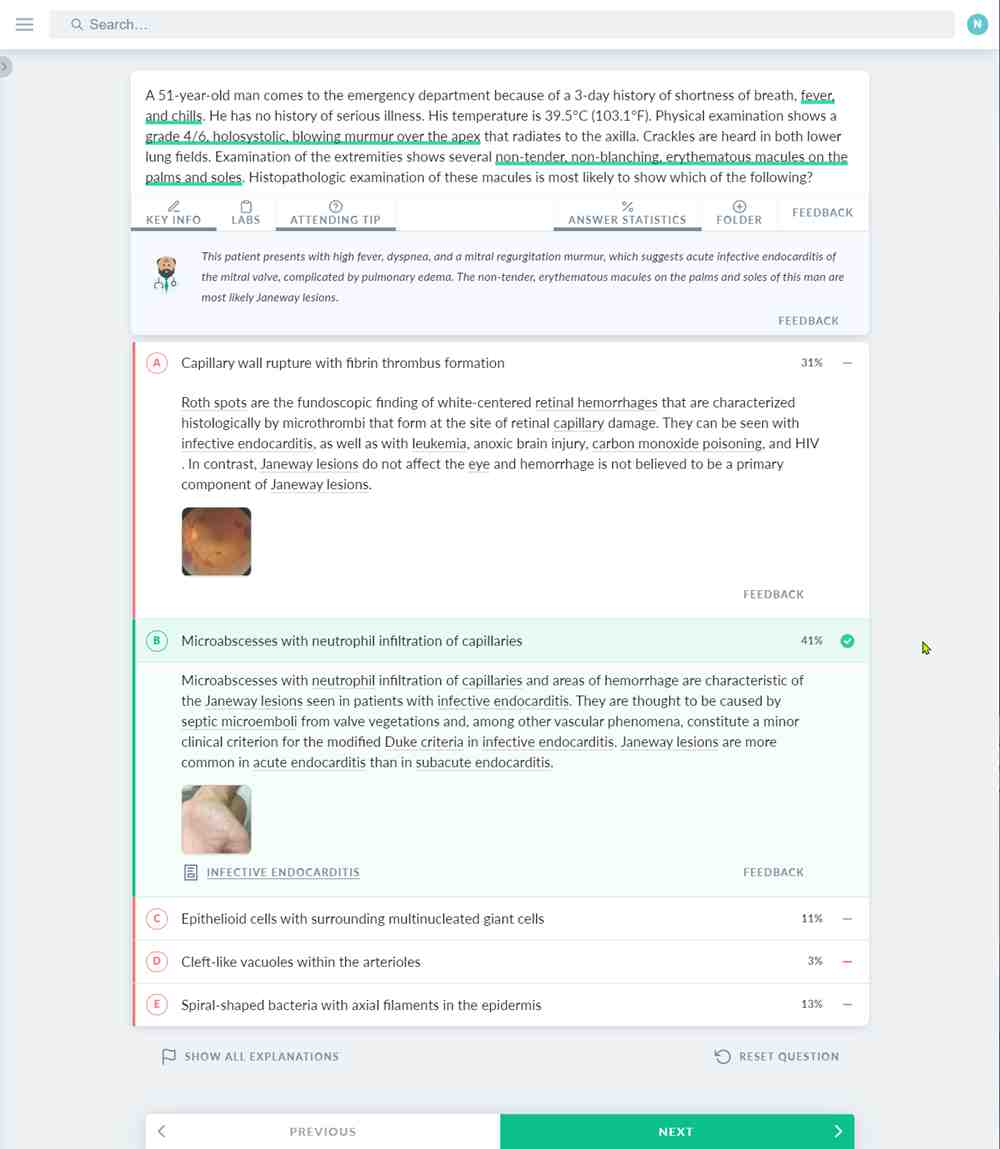 Search...
N
A 51-year-old man comes to the emergency department because of a 3-day history of shortness of breath, fever,
and chills. He has no history of serious illness. His temperature is 39.5°C (103.1°F). Physical examination shows a
grade 4/6, holosystolic, blowing murmur over the apex that radiates to the axilla. Crackles are heard in both lower
lung fields. Examination of the extremities shows several non-tender, non-blanching, erythematous macules on the
palms and soles. Histopathologic examination of these macules is most likely to show which of the following?
KEY INFO LABS ATTENDING TIP % ANSWER STATISTICS FOLDER FEEDBACK
This patient presents with high fever, dyspnea, and a mitral regurgitation murmur, which suggests acute infective endocarditis of
the mitral valve, complicated by pulmonary edema. The non-tender, erythematous macules on the palms and soles of this man are
most likely Janeway lesions.
FEEDBACK
A Capillary wall rupture with fibrin thrombus formation 31% –
Roth spots are the fundoscopic finding of white-centered retinal hemorrhages that are characterized
histologically by microthrombi that form at the site of retinal capillary damage. They can be seen with
infective endocarditis, as well as with leukemia, anoxic brain injury, carbon monoxide poisoning, and HIV
. In contrast, Janeway lesions do not affect the eye and hemorrhage is not believed to be a primary
component of Janeway lesions.
FEEDBACK
B Microabscesses with neutrophil infiltration of capillaries 41%
Microabscesses with neutrophil infiltration of capillaries and areas of hemorrhage are characteristic of
the Janeway lesions seen in patients with infective endocarditis. They are thought to be caused by
septic microemboli from valve vegetations and, among other vascular phenomena, constitute a minor
clinical criterion for the modified Duke criteria in infective endocarditis. Janeway lesions are more
common in acute endocarditis than in subacute endocarditis.
INFECTIVE ENDOCARDITIS FEEDBACK
C Epithelioid cells with surrounding multinucleated giant cells 11% –
D Cleft-like vacuoles within the arterioles 3% –
E Spiral-shaped bacteria with axial filaments in the epidermis 13% –
SHOW ALL EXPLANATIONS RESET QUESTION
PREVIOUS NEXT